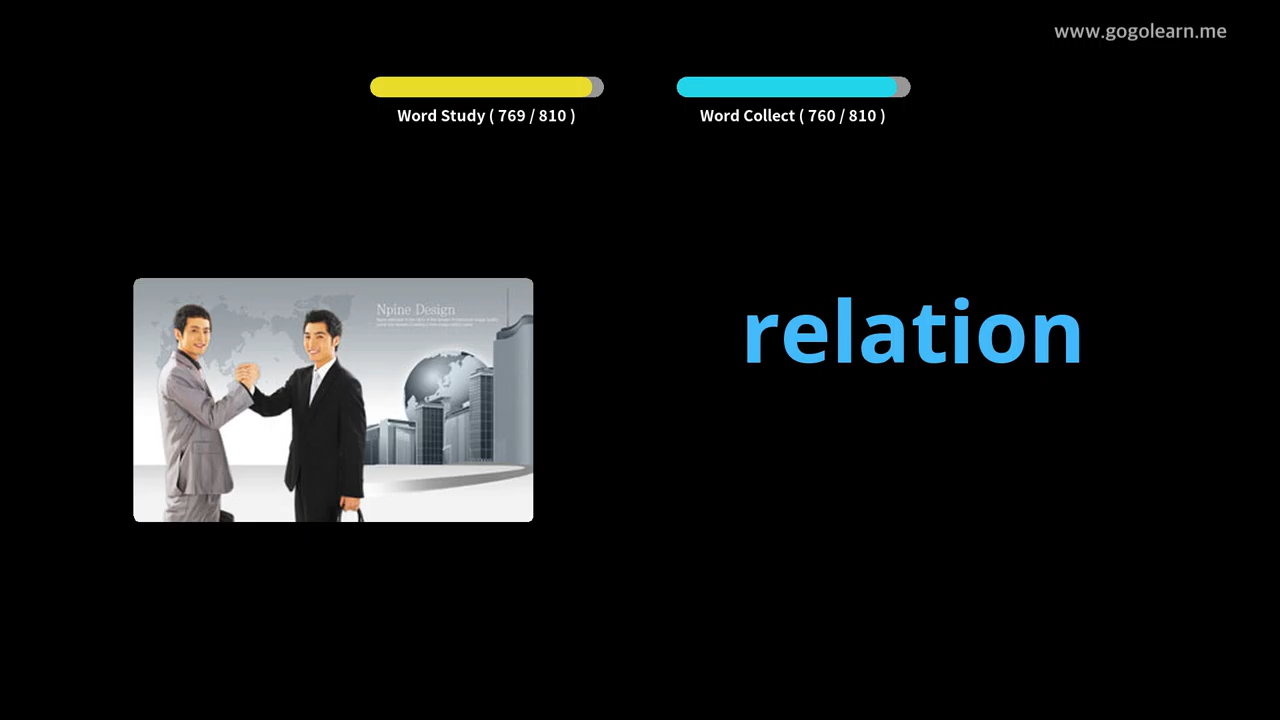 www.gogolearn.me
Word Study ( 769 / 810 )
Word Collect ( 760 / 810 )
Npine Design
relation